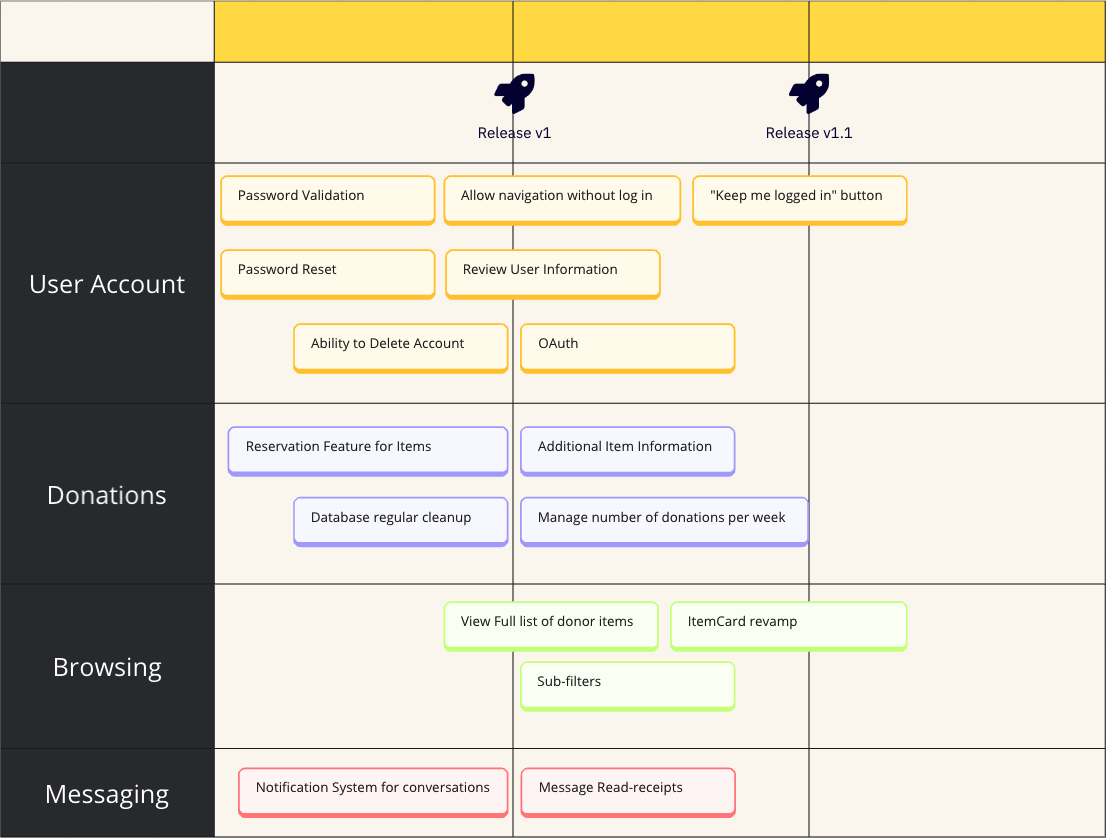 Release v1
Release v1.1
User Account
Password Validation
Allow navigation without log in
"Keep me logged in" button
Password Reset
Review User Information
Ability to Delete Account
OAuth
Donations
Reservation Feature for Items
Additional Item Information
Database regular cleanup
Manage number of donations per week
Browsing
View Full list of donor items
ItemCard revamp
Sub-filters
Messaging
Notification System for conversations
Message Read-receipts